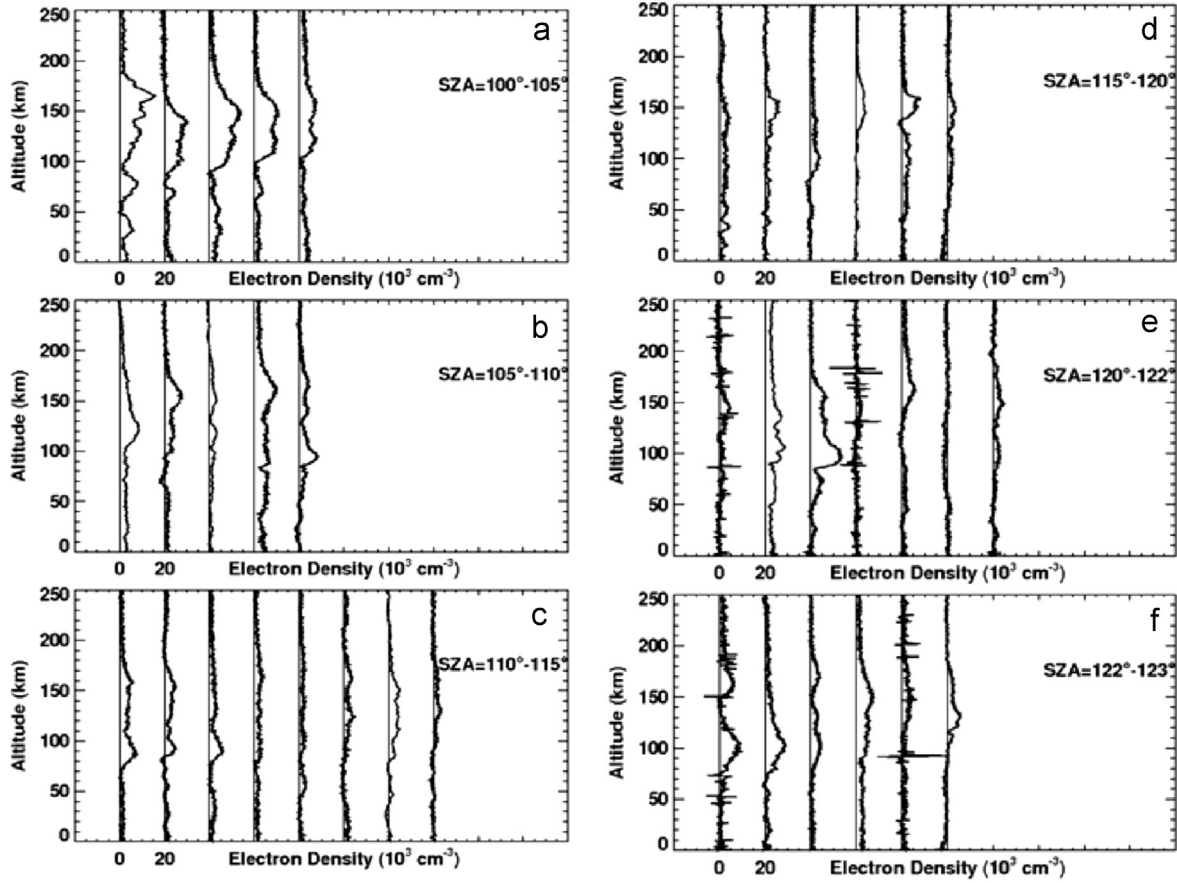 a
250
200
150
100
50
0
Altitude (km)
SZA=100°-105°
0 20 Electron Density (10³ cm⁻³)
b
250
200
150
100
50
0
Altitude (km)
SZA=105°-110°
0 20 Electron Density (10³ cm⁻³)
c
250
200
150
100
50
0
Altitude (km)
SZA=110°-115°
0 20 Electron Density (10³ cm⁻³)
d
250
200
150
100
50
0
Altitude (km)
SZA=115°-120°
0 20 Electron Density (10³ cm⁻³)
e
250
200
150
100
50
0
Altitude (km)
SZA=120°-122°
0 20 Electron Density (10³ cm⁻³)
f
250
200
150
100
50
0
Altitude (km)
SZA=122°-123°
0 20 Electron Density (10³ cm⁻³)